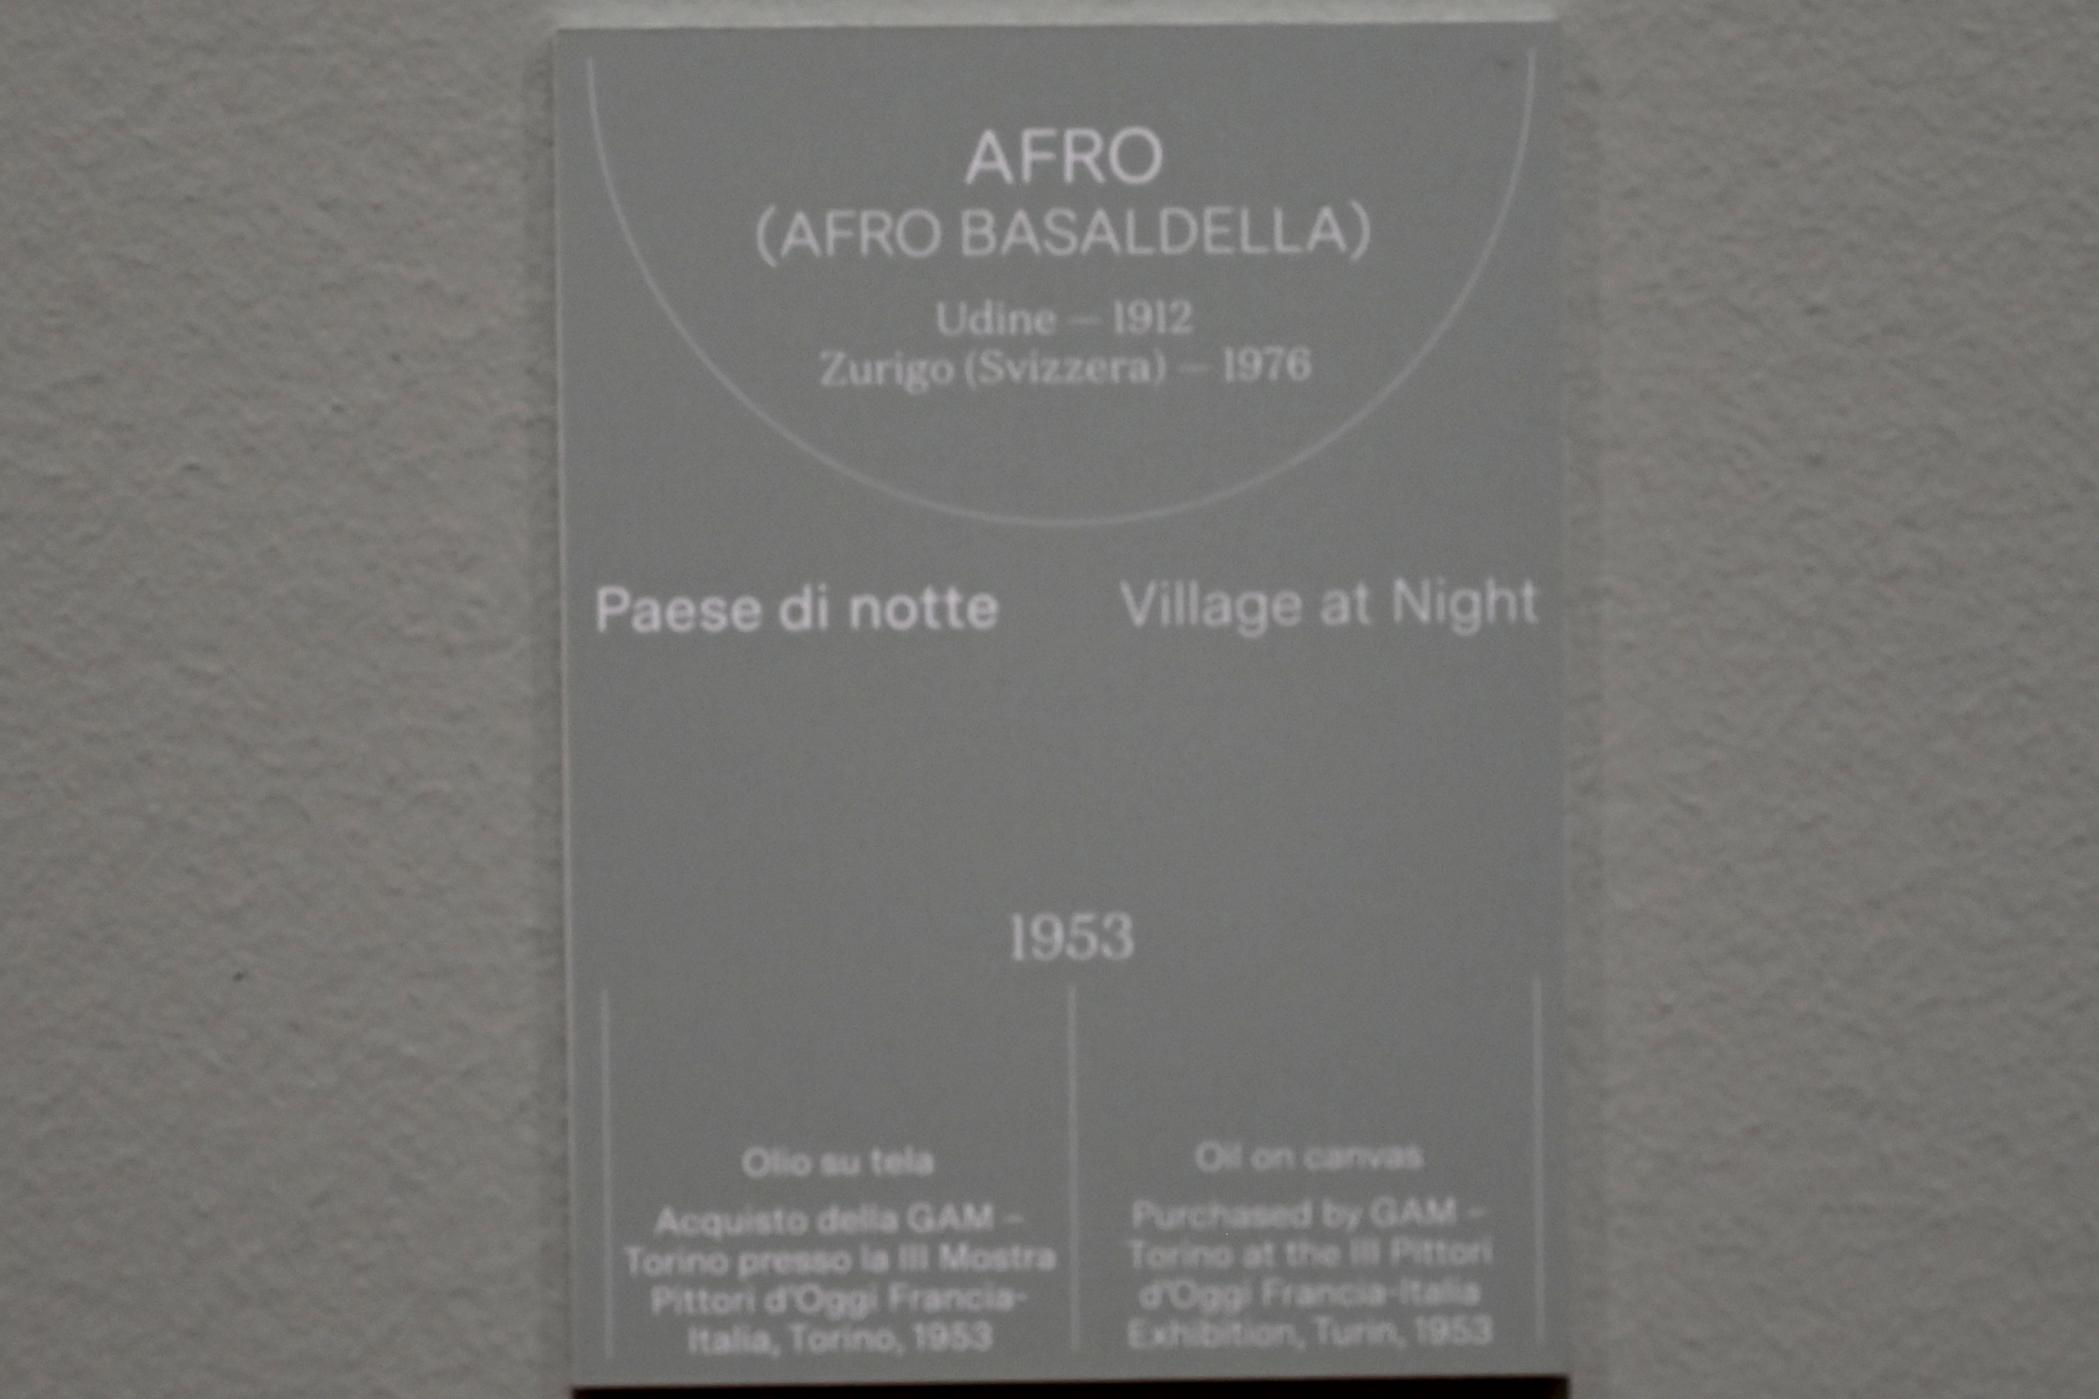 AFRO
(AFRO BASALDELLA)
Udine — 1912
Zurigo (Svizzera) — 1976
Paese di notte
Village at Night
1953
Olio su tela
Acquisto della GAM –
Torino presso la III Mostra
Pittori d'Oggi Francia-
Italia, Torino, 1953
Oil on canvas
Purchased by GAM –
Torino at the III Pittori
d'Oggi Francia-Italia
Exhibition, Turin, 1953